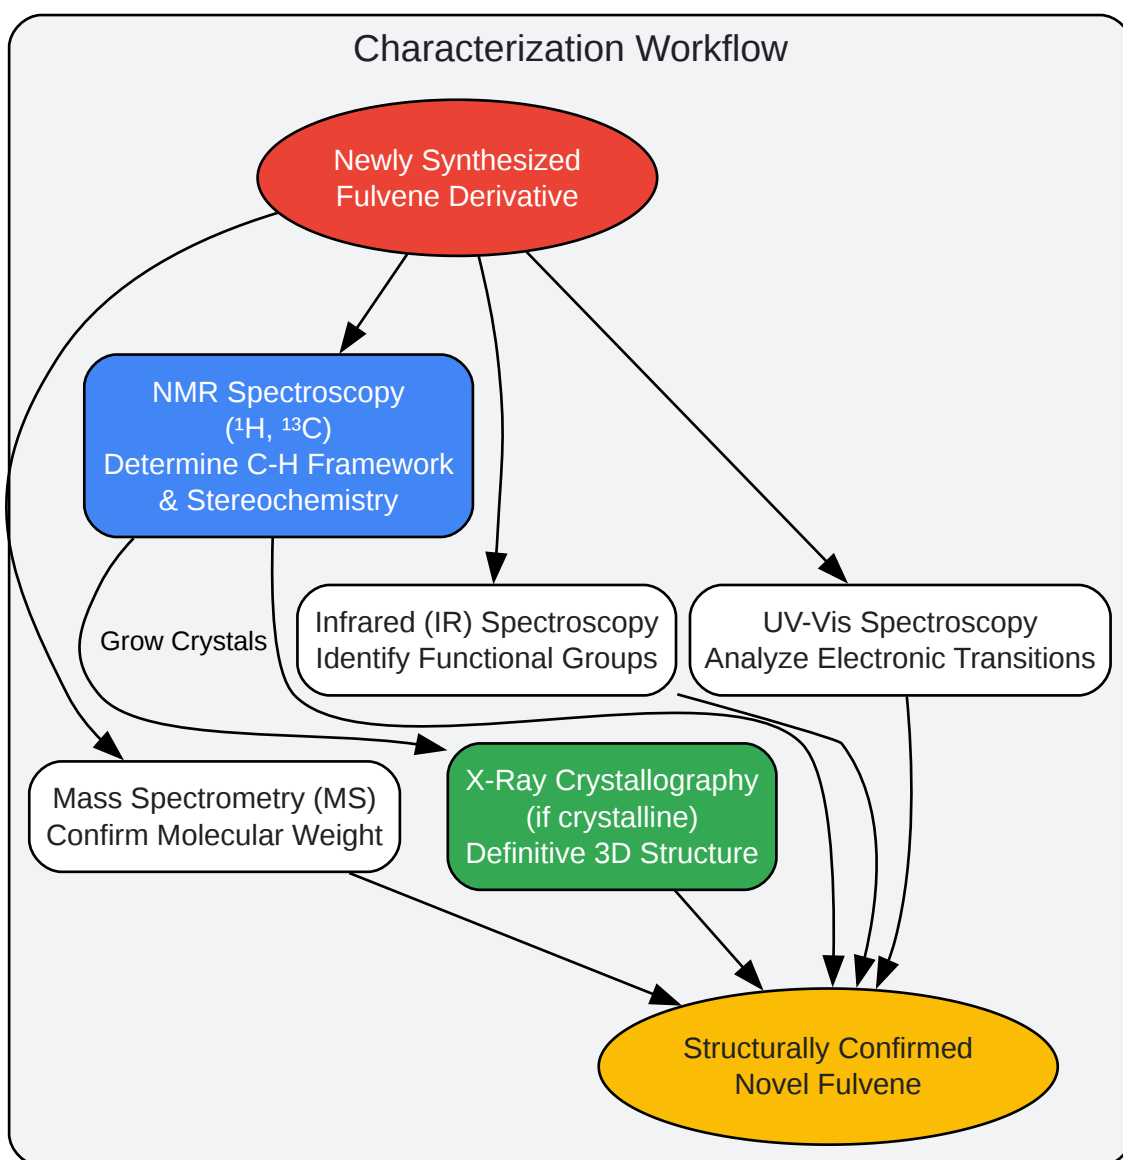 Characterization Workflow
Newly Synthesized
Fulvene Derivative
NMR Spectroscopy
(¹H, ¹³C)
Determine C-H Framework
& Stereochemistry
Grow Crystals
Infrared (IR) Spectroscopy
Identify Functional Groups
UV-Vis Spectroscopy
Analyze Electronic Transitions
Mass Spectrometry (MS)
Confirm Molecular Weight
X-Ray Crystallography
(if crystalline)
Definitive 3D Structure
Structurally Confirmed
Novel Fulvene